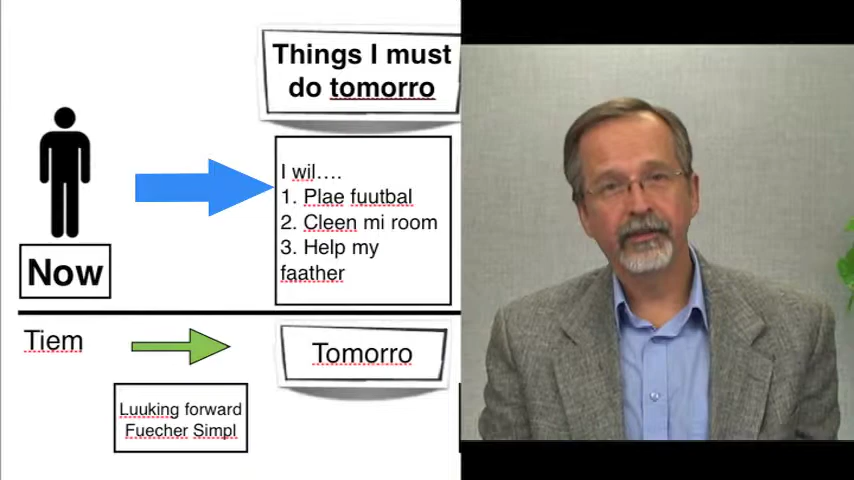 Things I must
do tomorro
I wil….
1. Plae fuutbal
2. Cleen mi room
3. Help my
faather
Now
Tiem
Tomorro
Luuking forward
Fuecher Simpl